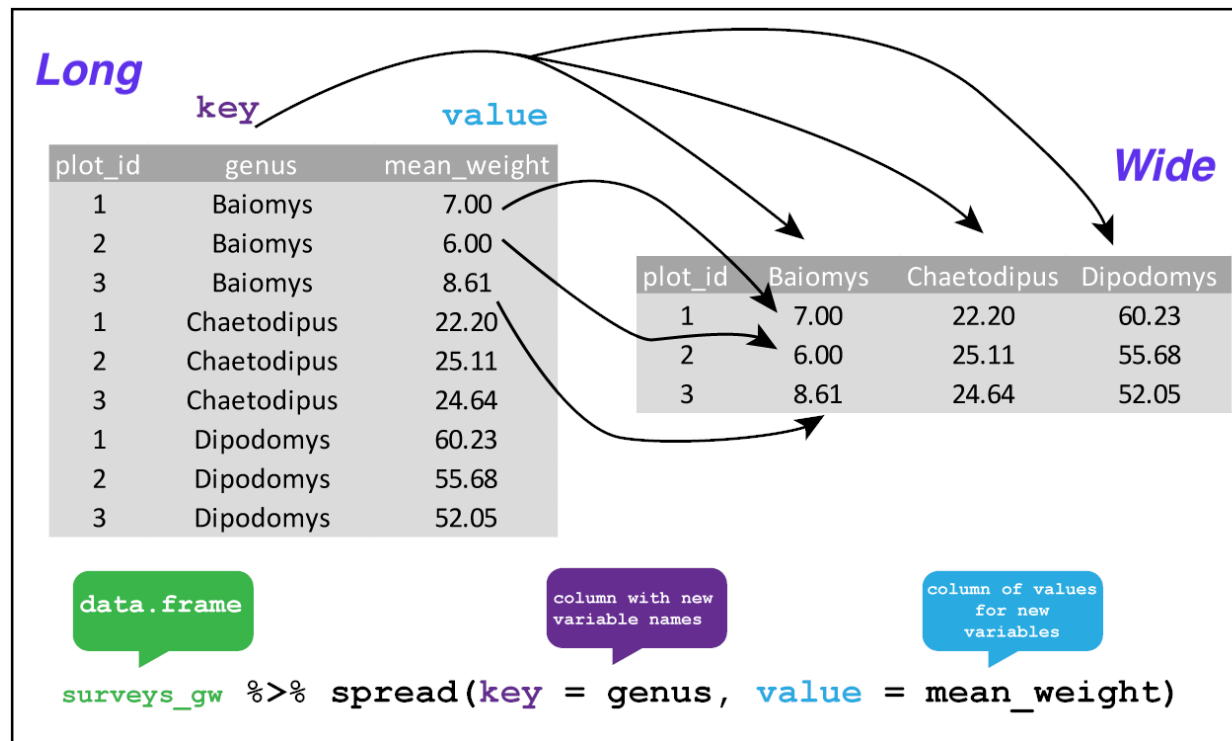 Long
key
value
Wide
plot_id genus mean_weight
1 Baiomys 7.00
2 Baiomys 6.00
3 Baiomys 8.61
1 Chaetodipus 22.20
2 Chaetodipus 25.11
3 Chaetodipus 24.64
1 Dipodomys 60.23
2 Dipodomys 55.68
3 Dipodomys 52.05
plot_id Baiomys Chaetodipus Dipodomys
1 7.00 22.20 60.23
2 6.00 25.11 55.68
3 8.61 24.64 52.05
data.frame
column with new
variable names
column of values
for new
variables
surveys_gw %>% spread(key = genus, value = mean_weight)